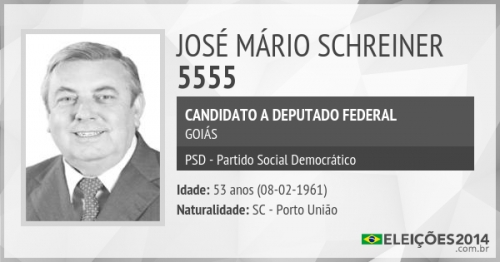 JOSÉ MÁRIO SCHREINER
5555
CANDIDATO A DEPUTADO FEDERAL
GOIÁS
PSD - Partido Social Democrático
Idade: 53 anos (08-02-1961)
Naturalidade: SC - Porto União
ELEIÇÕES2014
.com.br